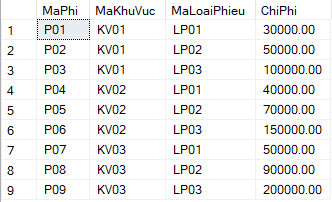 MaPhi MaKhuVuc MaLoaiPhieu ChiPhi
1 P01 KV01 LP01 30000.00
2 P02 KV01 LP02 50000.00
3 P03 KV01 LP03 100000.00
4 P04 KV02 LP01 40000.00
5 P05 KV02 LP02 70000.00
6 P06 KV02 LP03 150000.00
7 P07 KV03 LP01 50000.00
8 P08 KV03 LP02 90000.00
9 P09 KV03 LP03 200000.00